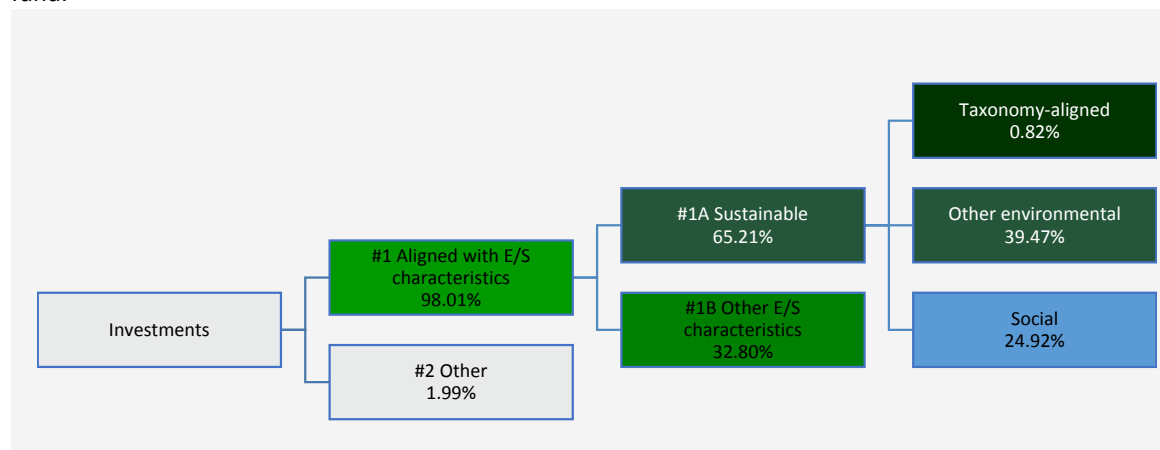 Taxonomy-aligned
0.82%
#1A Sustainable
65.21%
Other environmental
39.47%
#1 Aligned with E/S
characteristics
98.01%
Investments
#1B Other E/S
characteristics
32.80%
Social
24.92%
#2 Other
1.99%